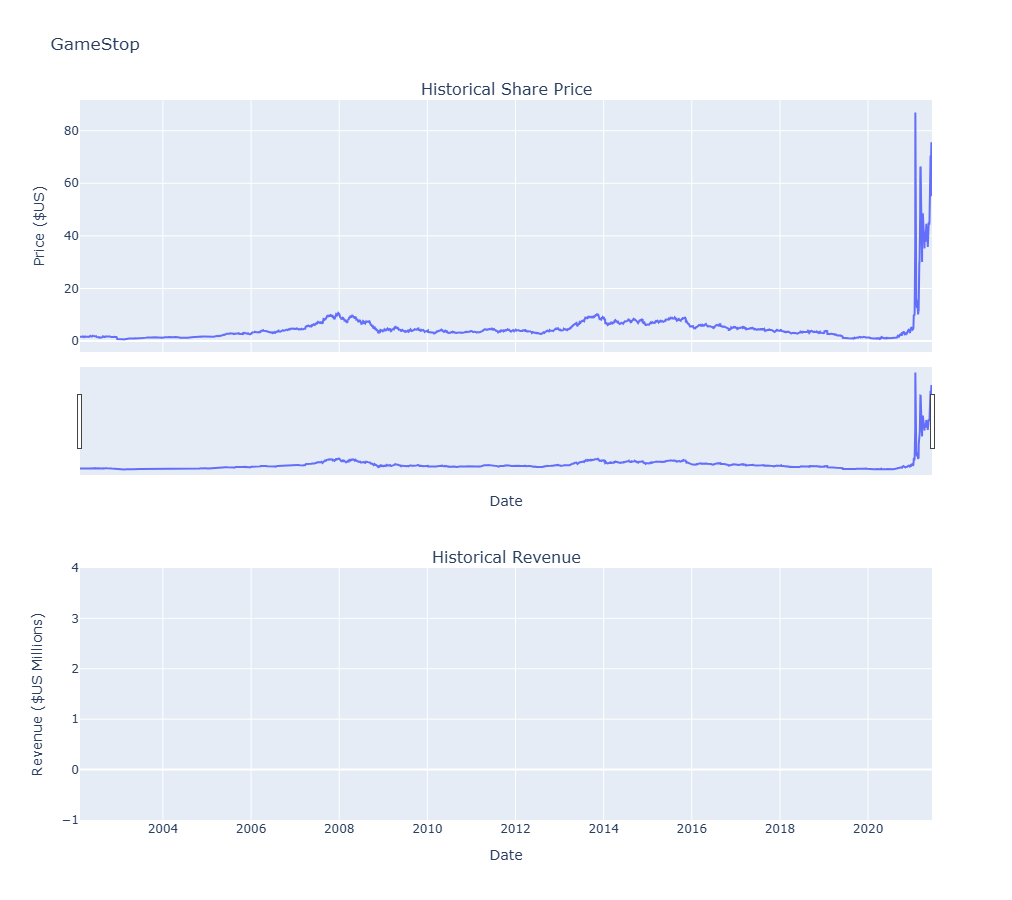 GameStop
Historical Share Price
80
60
40
20
0
Price ($US)
Date
Historical Revenue
4
3
2
1
0
−1
Revenue ($US Millions)
2004 2006 2008 2010 2012 2014 2016 2018 2020
Date